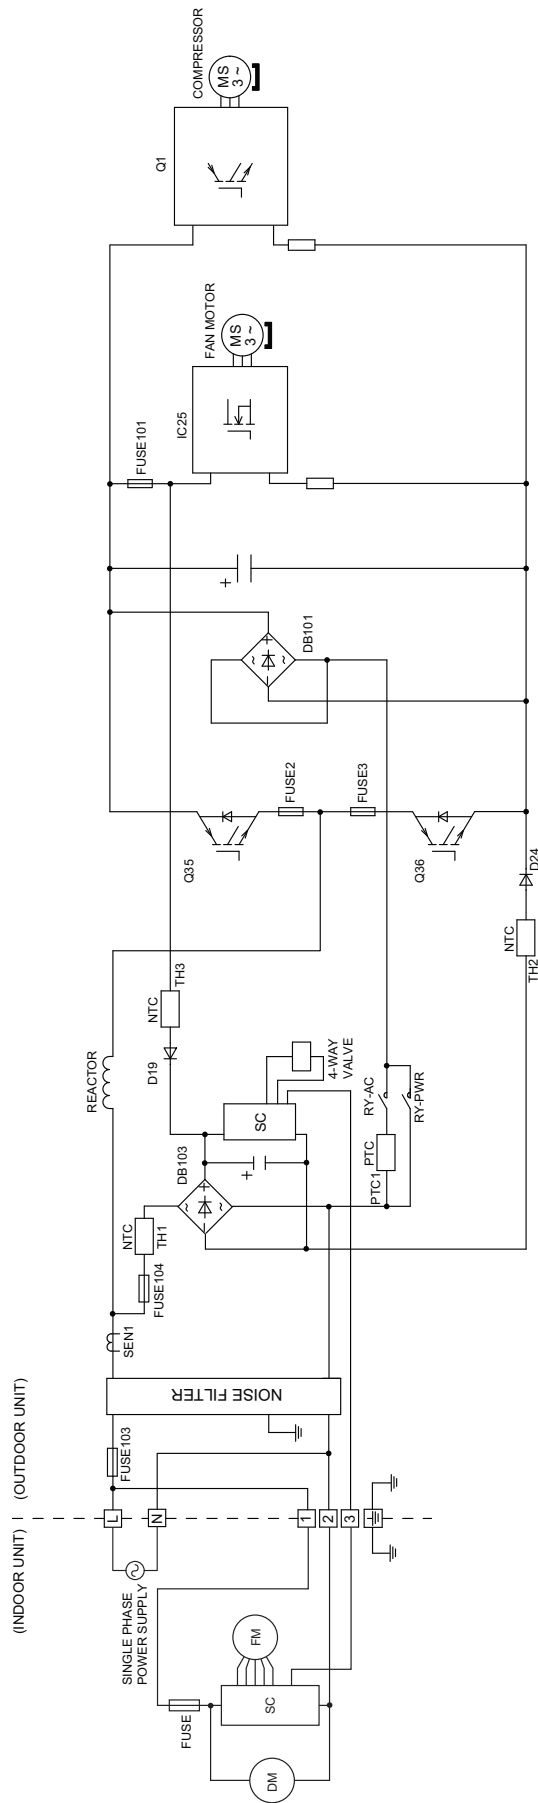 (INDOOR UNIT)
(OUTDOOR UNIT)
SINGLE PHASE
POWER SUPPLY
L
N
1
2
3
FUSE
DM
SC
FM
FUSE103
NOISE FILTER
SEN1
FUSE104
NTC
TH1
REACTOR
DB103
+
-
~
~
+
SC
4-WAY
VALVE
D19
NTC
TH3
PTC1
PTC
RY-AC
RY-PWR
NTC
TH2
D24
Q35
FUSE2
FUSE3
Q36
DB101
+
-
~
~
+
FUSE101
IC25
FAN MOTOR
MS
3 ~
Q1
COMPRESSOR
MS
3 ~